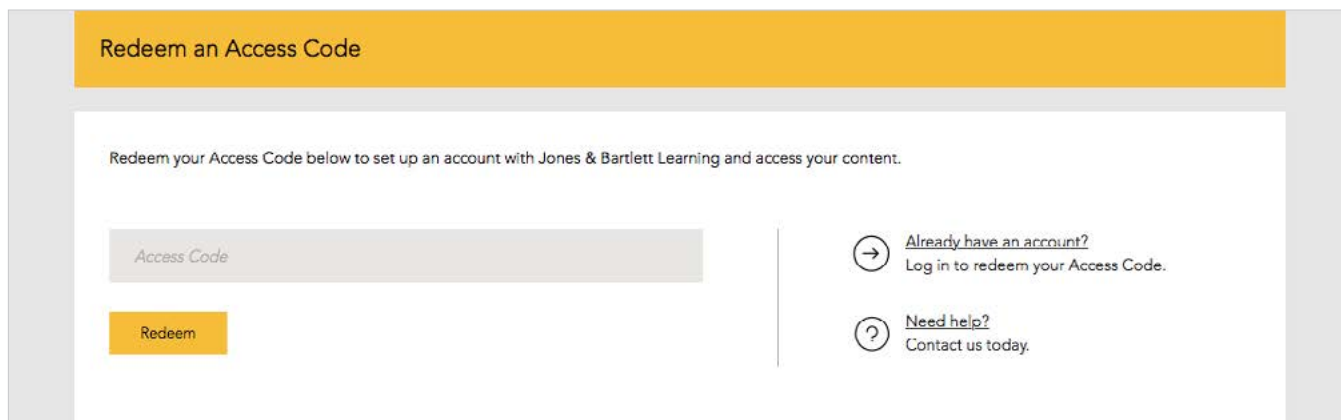 Redeem an Access Code
Redeem your Access Code below to set up an account with Jones & Bartlett Learning and access your content.
Access Code
Redeem
Already have an account?
Log in to redeem your Access Code.
Need help?
Contact us today.